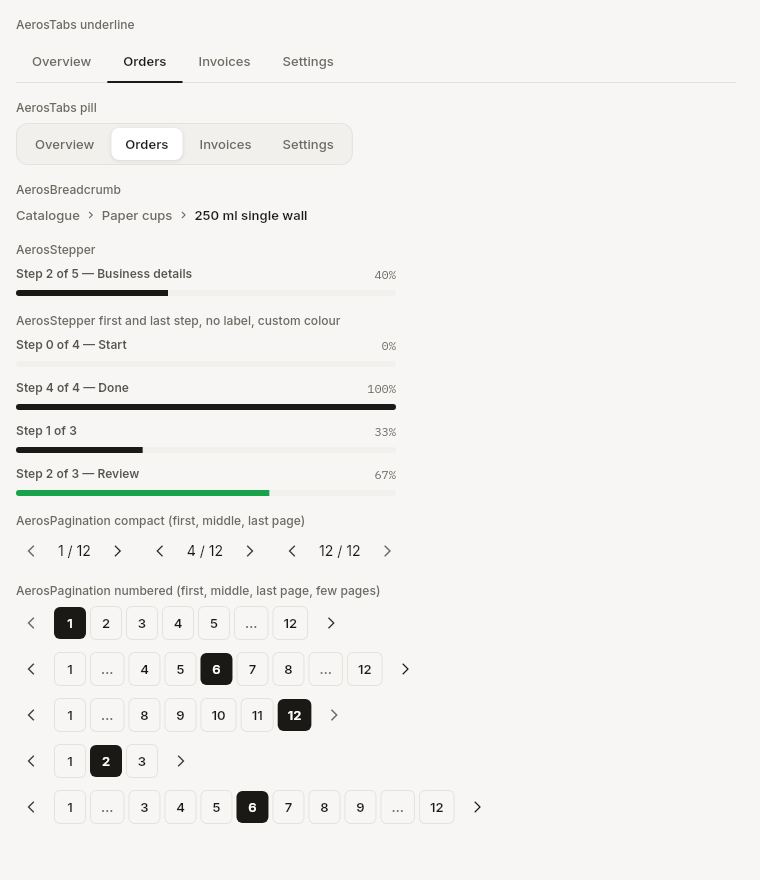 AerosTabs underline
Overview Orders Invoices Settings
AerosTabs pill
Overview Orders Invoices Settings
AerosBreadcrumb
Catalogue › Paper cups › 250 ml single wall
AerosStepper
Step 2 of 5 — Business details 40%
AerosStepper first and last step, no label, custom colour
Step 0 of 4 — Start 0%
Step 4 of 4 — Done 100%
Step 1 of 3 33%
Step 2 of 3 — Review 67%
AerosPagination compact (first, middle, last page)
‹ 1 / 12 › ‹ 4 / 12 › ‹ 12 / 12 ›
AerosPagination numbered (first, middle, last page, few pages)
‹ 1 2 3 4 5 ... 12 ›
‹ 1 ... 4 5 6 7 8 ... 12 ›
‹ 1 ... 8 9 10 11 12 ›
‹ 1 2 3 ›
‹ 1 ... 3 4 5 6 7 8 9 ... 12 ›